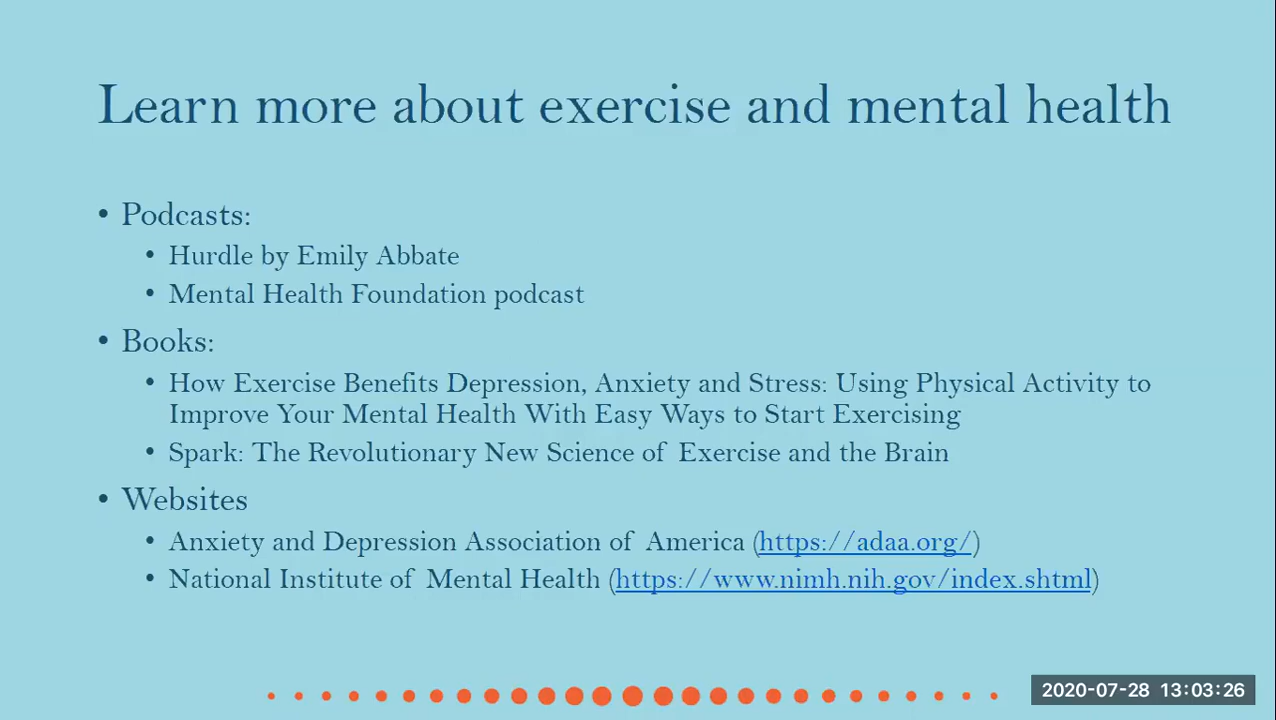 Learn more about exercise and mental health
• Podcasts:
• Hurdle by Emily Abbate
• Mental Health Foundation podcast
• Books:
• How Exercise Benefits Depression, Anxiety and Stress: Using Physical Activity to
Improve Your Mental Health With Easy Ways to Start Exercising
• Spark: The Revolutionary New Science of Exercise and the Brain
• Websites
• Anxiety and Depression Association of America (https://adaa.org/)
• National Institute of Mental Health (https://www.nimh.nih.gov/index.shtml)
2020-07-28 13:03:26